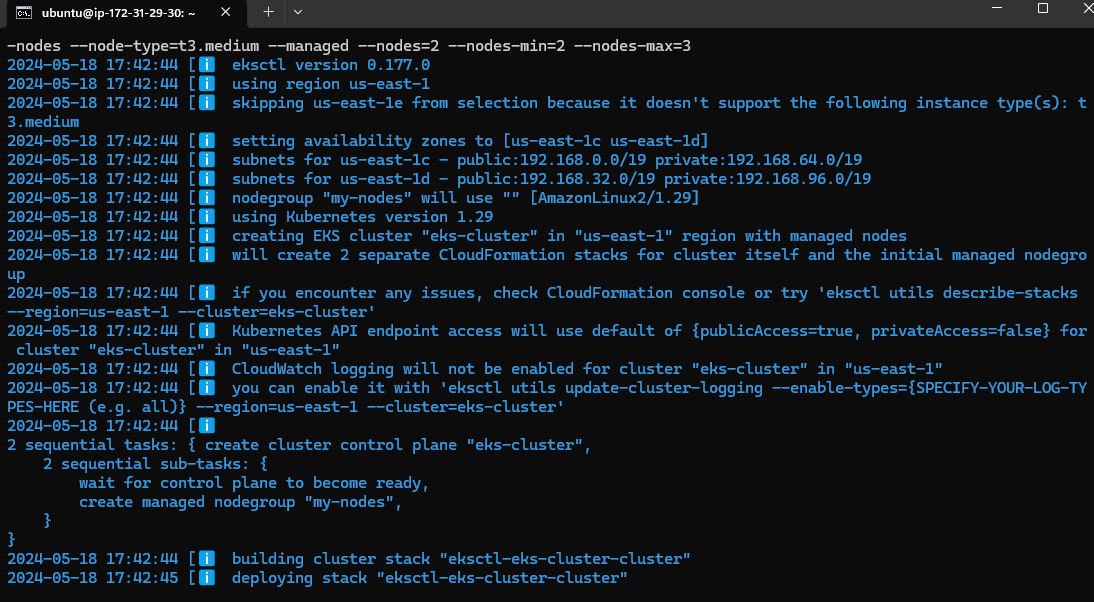 ubuntu@ip-172-31-29-30: ~
-nodes --node-type=t3.medium --managed --nodes=2 --nodes-min=2 --nodes-max=3
2024-05-18 17:42:44 [ℹ]  eksctl version 0.177.0
2024-05-18 17:42:44 [ℹ]  using region us-east-1
2024-05-18 17:42:44 [ℹ]  skipping us-east-1e from selection because it doesn't support the following instance type(s): t
3.medium
2024-05-18 17:42:44 [ℹ]  setting availability zones to [us-east-1c us-east-1d]
2024-05-18 17:42:44 [ℹ]  subnets for us-east-1c - public:192.168.0.0/19 private:192.168.64.0/19
2024-05-18 17:42:44 [ℹ]  subnets for us-east-1d - public:192.168.32.0/19 private:192.168.96.0/19
2024-05-18 17:42:44 [ℹ]  nodegroup "my-nodes" will use "" [AmazonLinux2/1.29]
2024-05-18 17:42:44 [ℹ]  using Kubernetes version 1.29
2024-05-18 17:42:44 [ℹ]  creating EKS cluster "eks-cluster" in "us-east-1" region with managed nodes
2024-05-18 17:42:44 [ℹ]  will create 2 separate CloudFormation stacks for cluster itself and the initial managed nodegro
up
2024-05-18 17:42:44 [ℹ]  if you encounter any issues, check CloudFormation console or try 'eksctl utils describe-stacks
--region=us-east-1 --cluster=eks-cluster'
2024-05-18 17:42:44 [ℹ]  Kubernetes API endpoint access will use default of {publicAccess=true, privateAccess=false} for
 cluster "eks-cluster" in "us-east-1"
2024-05-18 17:42:44 [ℹ]  CloudWatch logging will not be enabled for cluster "eks-cluster" in "us-east-1"
2024-05-18 17:42:44 [ℹ]  you can enable it with 'eksctl utils update-cluster-logging --enable-types={SPECIFY-YOUR-LOG-TY
PES-HERE (e.g. all)} --region=us-east-1 --cluster=eks-cluster'
2024-05-18 17:42:44 [ℹ]
2 sequential tasks: { create cluster control plane "eks-cluster",
    2 sequential sub-tasks: {
        wait for control plane to become ready,
        create managed nodegroup "my-nodes",
    }
}
2024-05-18 17:42:44 [ℹ]  building cluster stack "eksctl-eks-cluster-cluster"
2024-05-18 17:42:45 [ℹ]  deploying stack "eksctl-eks-cluster-cluster"